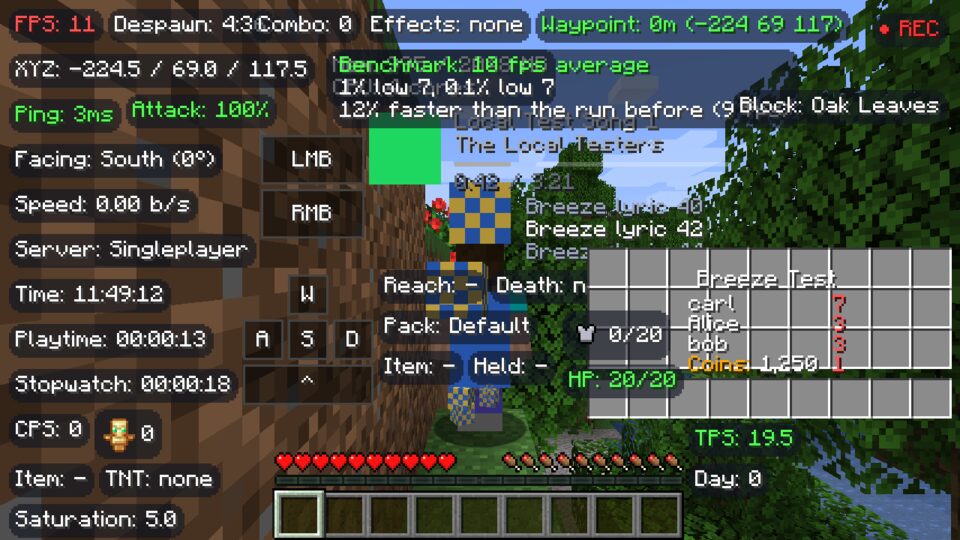 FPS: 11
Despawn: 4:3
Combo: 0
Effects: none
Waypoint: 0m (-224 69 117)
REC
XYZ: -224.5 / 69.0 / 117.5
Benchmark: 10 fps average
1% low 7, 0.1% low 7
12% faster than the run before (9
Block: Oak Leaves
Ping: 3ms
Attack: 100%
Local Test Song 1
The Local Testers
Facing: South (0°)
LMB
0:42 / 3:21
Speed: 0.00 b/s
RMB
Breeze lyric 40
Breeze lyric 42
Breeze
Server: Singleplayer
Time: 11:49:12
W
Reach: -
Death: n
Breeze Test
carl 7
Alice 3
bob 3
Coins: 1,250 1
Playtime: 00:00:13
A
S
D
Pack: Default
0/20
Stopwatch: 00:00:18
^
Item: -
Held: -
HP: 20/20
CPS: 0
0
TPS: 19.5
Item: -
TNT: none
Day: 0
Saturation: 5.0